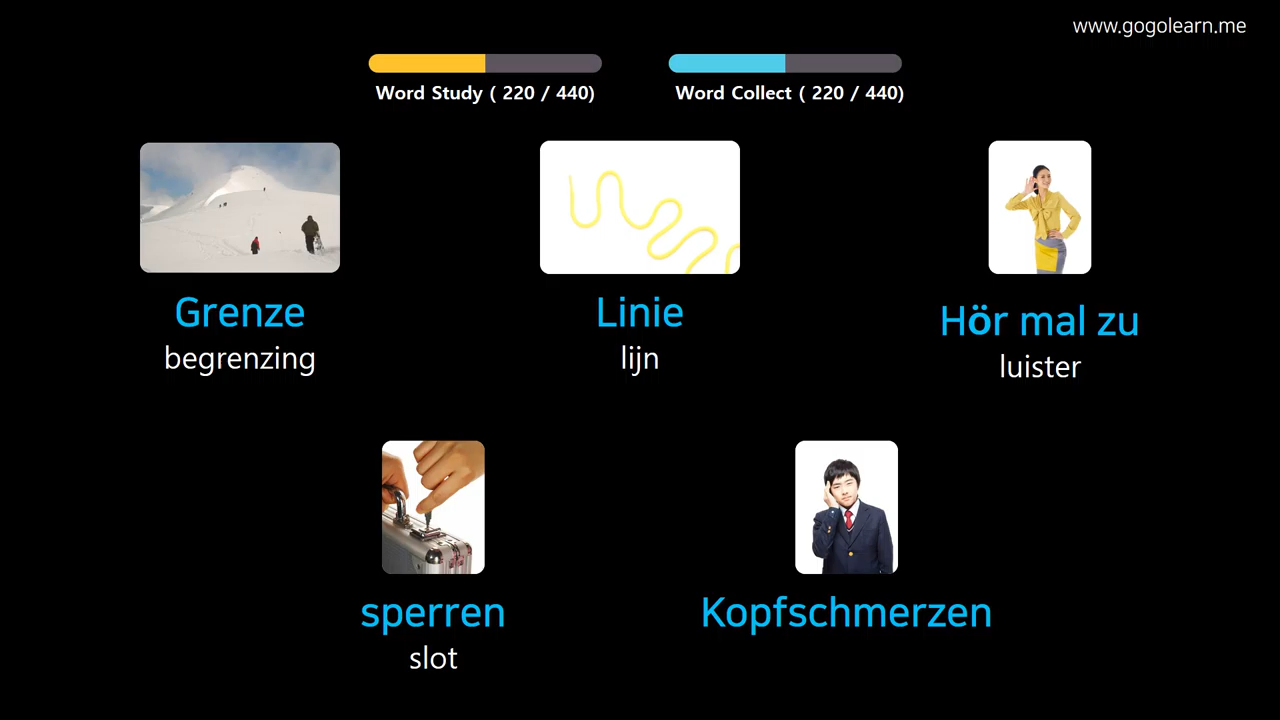 www.gogolearn.me
Word Study ( 220 / 440)
Word Collect ( 220 / 440)
Grenze
begrenzing
Linie
lijn
Hör mal zu
luister
sperren
slot
Kopfschmerzen